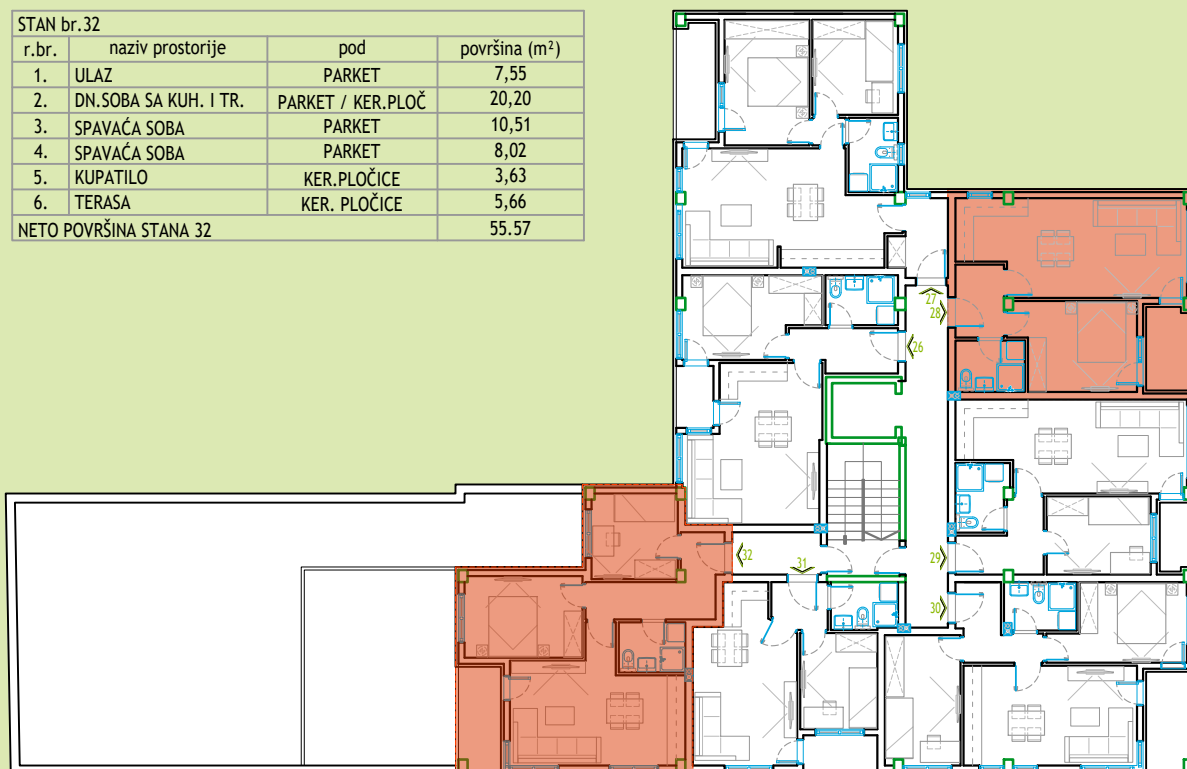 STAN br.32
r.br. naziv prostorije pod površina (m²)
1. ULAZ PARKET 7,55
2. DN.SOBA SA KUH. I TR. PARKET / KER.PLOČ 20,20
3. SPAVAĆA SOBA PARKET 10,51
4. SPAVAĆA SOBA PARKET 8,02
5. KUPATILO KER.PLOČICE 3,63
6. TERASA KER. PLOČICE 5,66
NETO POVRŠINA STANA 32 55.57
27
28
26
32
31
29
30